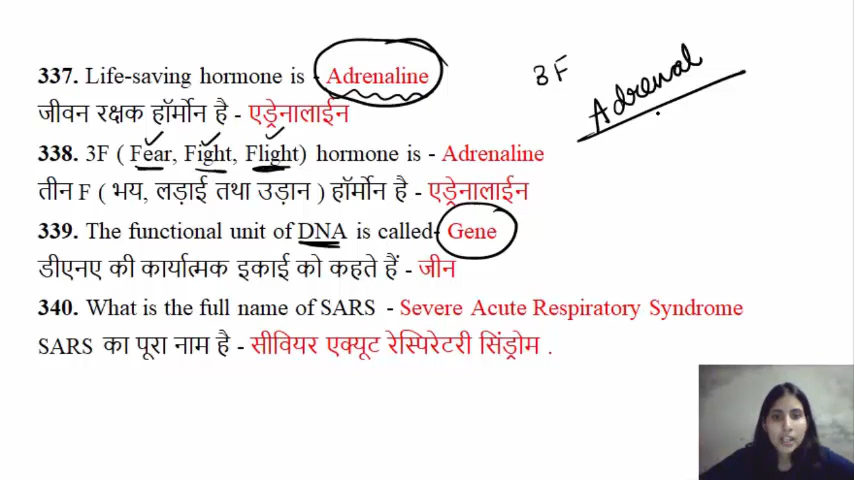 337. Life-saving hormone is - Adrenaline
जीवन रक्षक हॉर्मोन है - एड्रेनालाईन
338. 3F ( Fear, Fight, Flight) hormone is - Adrenaline
तीन F ( भय, लड़ाई तथा उड़ान ) हॉर्मोन है - एड्रेनालाईन
339. The functional unit of DNA is called- Gene
डीएनए की कार्यात्मक इकाई को कहते हैं - जीन
340. What is the full name of SARS - Severe Acute Respiratory Syndrome
SARS का पूरा नाम है - सीवियर एक्यूट रेस्पिरेटरी सिंड्रोम .
3F
Adrenal